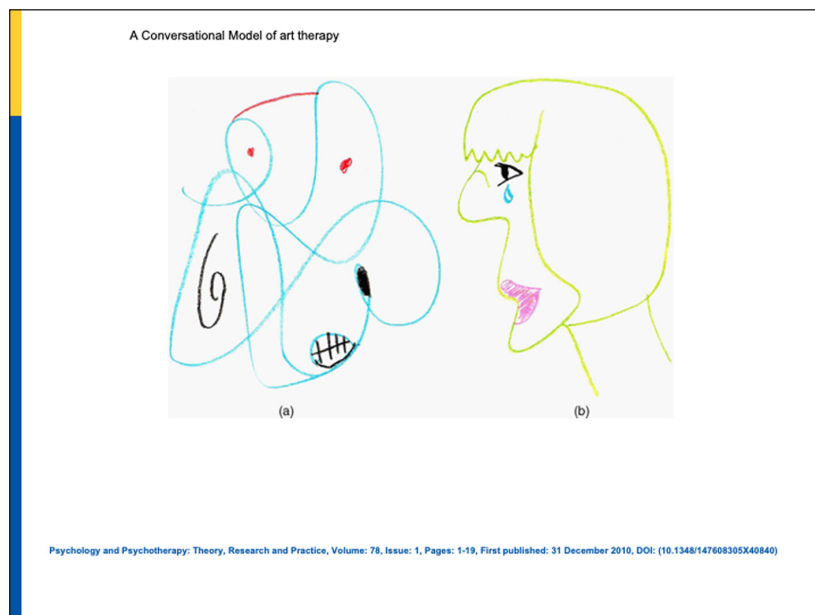 A Conversational Model of art therapy
(a) (b)
Psychology and Psychotherapy: Theory, Research and Practice, Volume: 78, Issue: 1, Pages: 1-19, First published: 31 December 2010, DOI: (10.1348/147608305X40840)